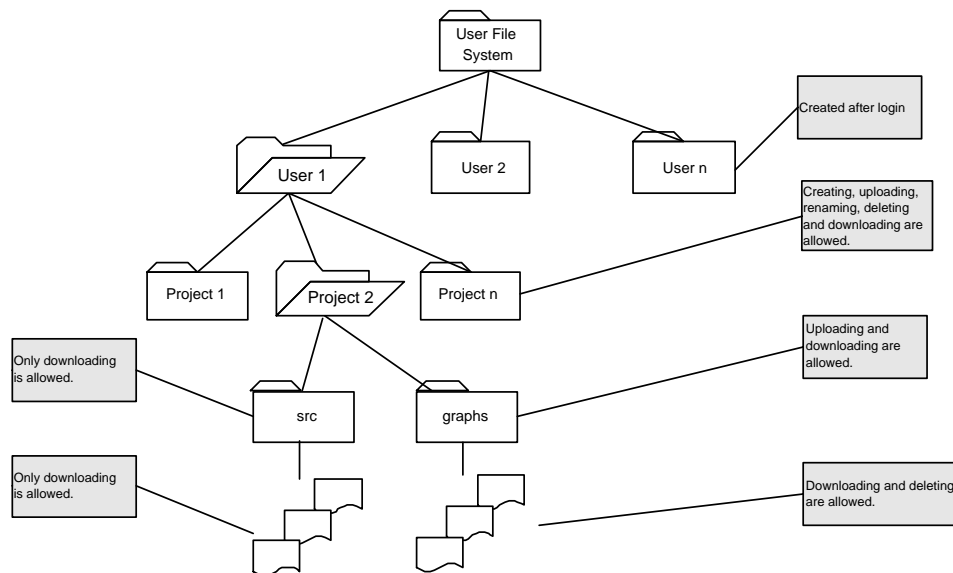 User File
System
Created after login
User 1
User 2
User n
Creating, uploading,
renaming, deleting
and downloading are
allowed.
Project 1
Project 2
Project n
Uploading and
downloading are
allowed.
Only downloading
is allowed.
src
graphs
Only downloading
is allowed.
Downloading and deleting
are allowed.